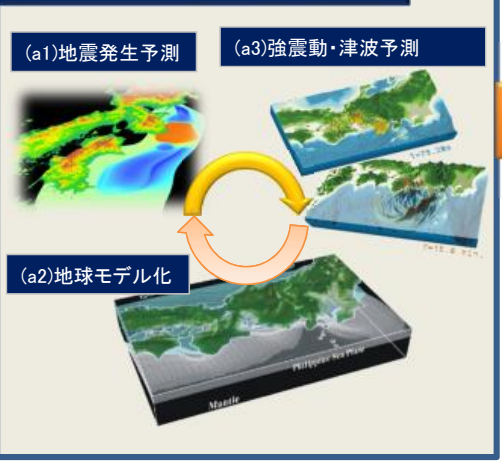 (a1)地震発生予測
(a3)強震動・津波予測
(a2)地球モデル化
Philippine Sea Plate
Mantle